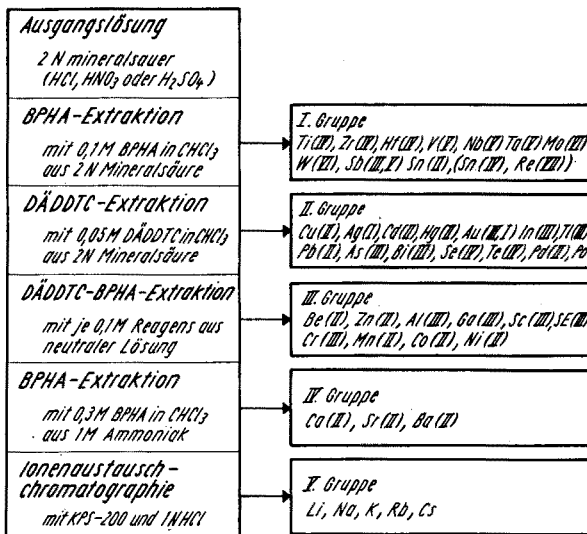 Ausgangslösung
2 N mineralsauer
(HCl, HNO₃ oder H₂SO₄)
BPHA-Extraktion
mit 0,1 M BPHA in CHCl₃
aus 2 N Mineralsäure
I. Gruppe
Ti(IV), Zr(IV), Hf(IV), V(V), Nb(V) Ta(V) Mo(VI)
W(VI), Sb(III,V) Sn(II),(Sn(IV), Re(VII))
DÄDDTC-Extraktion
mit 0,05 M DÄDDTC in CHCl₃
aus 2N Mineralsäure
II. Gruppe
Cu(II), Ag(I), Cd(II), Hg(II), Au(III,I) In(III), Tl(III
Pb(II), As(III), Bi(III), Se(IV), Te(IV), Pd(II), Po
DÄDDTC-BPHA-Extraktion
mit je 0,1M Reagens aus
neutraler Lösung
III. Gruppe
Be(II), Zn(II), Al(III), Ga(III), Sc(III), SE(III
Cr(III), Mn(II), Co(II), Ni(II)
BPHA-Extraktion
mit 0,3M BPHA in CHCl₃
aus 1M Ammoniak
IV. Gruppe
Ca(II), Sr(II), Ba(II)
Ionenaustausch-
chromatographie
mit KPS-200 und 1NHCl
V. Gruppe
Li, Na, K, Rb, Cs